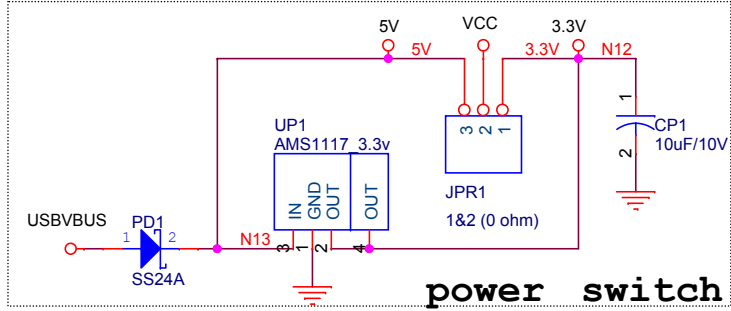 5V VCC 3.3V
5V 3.3V N12
UP1
AMS1117_3.3v
3 2 1
1
CP1
10uF/10V
2
IN GND OUT OUT
JPR1
1&2 (0 ohm)
USBVBUS PD1
1 2 N13 3 1 2 4
SS24A
power switch